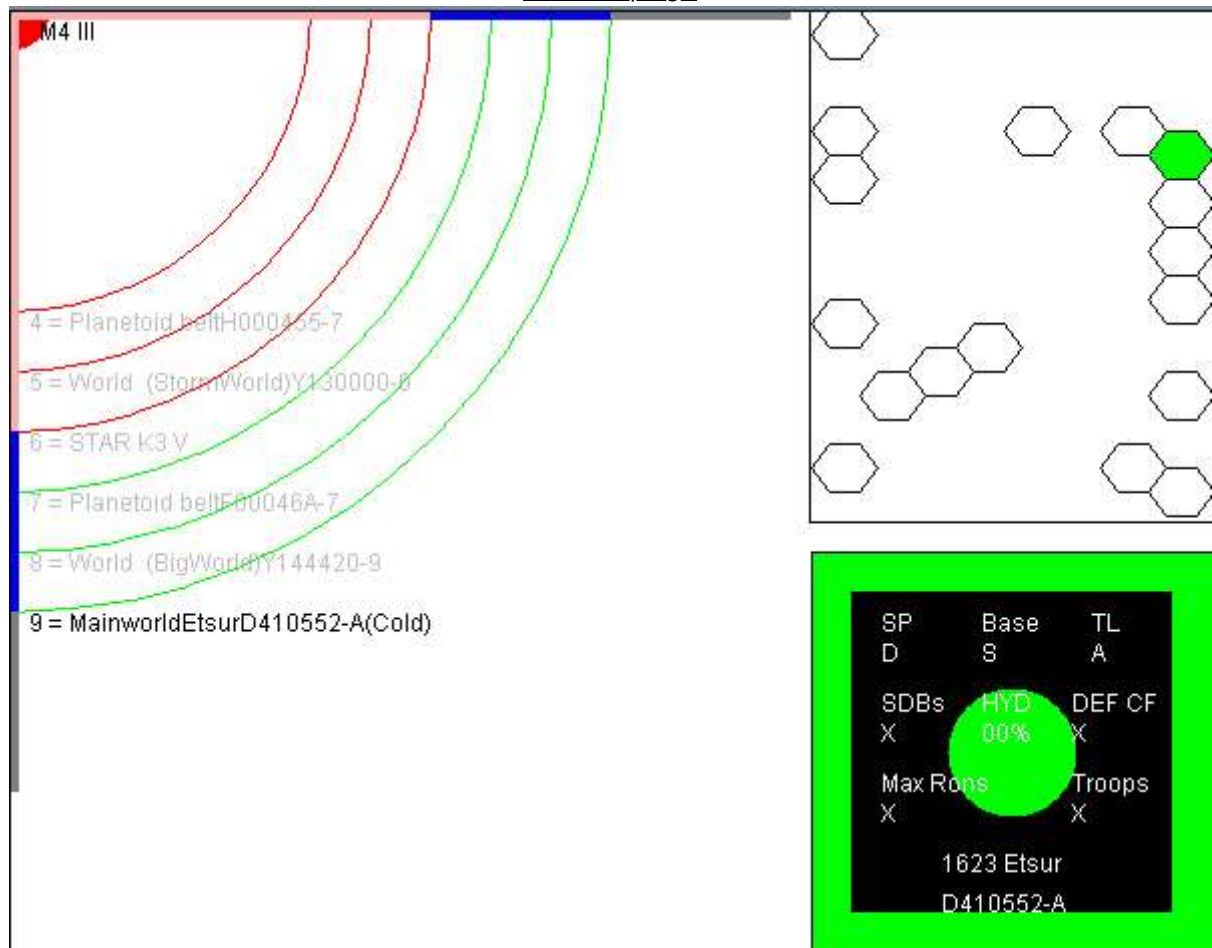 M4 III
4 = Planetoid beltH000455-7
5 = World (StormWorld)Y130000-0
6 = STAR K3 V
7 = Planetoid beltF00046A-7
8 = World (BigWorld)Y144420-9
9 = MainworldEtsurD410552-A(Cold)
SP Base TL
D S A
SDBs HYD DEF CF
X 00% X
Max Rons Troops
X X
1623 Etsur
D410552-A